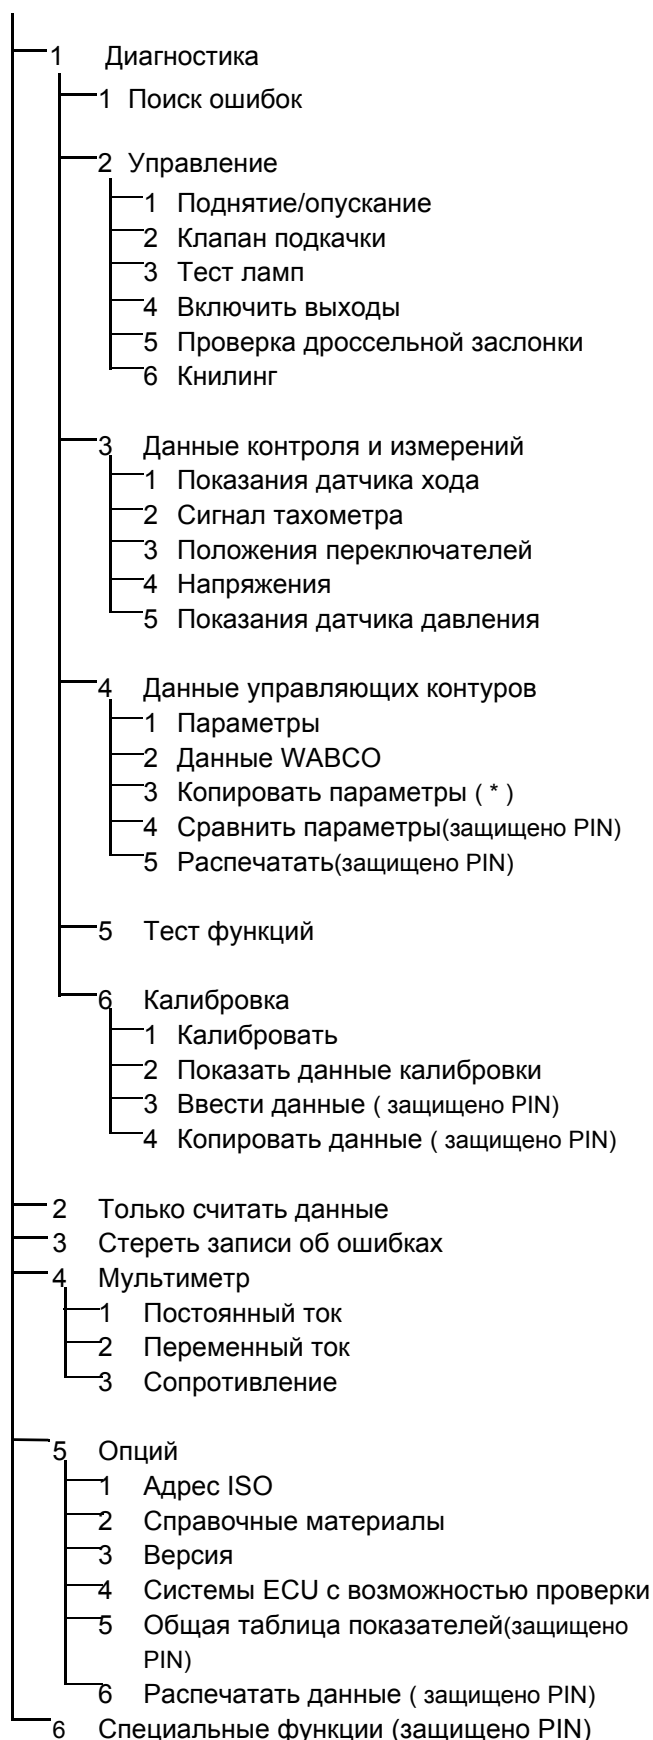 1 Диагностика
1 Поиск ошибок
2 Управление
1 Поднятие/опускание
2 Клапан подкачки
3 Тест ламп
4 Включить выходы
5 Проверка дроссельной заслонки
6 Книлинг
3 Данные контроля и измерений
1 Показания датчика хода
2 Сигнал тахометра
3 Положения переключателей
4 Напряжения
5 Показания датчика давления
4 Данные управляющих контуров
1 Параметры
2 Данные WABCO
3 Копировать параметры ( * )
4 Сравнить параметры(защищено PIN)
5 Распечатать(защищено PIN)
5 Тест функций
6 Калибровка
1 Калибровать
2 Показать данные калибровки
3 Ввести данные ( защищено PIN)
4 Копировать данные ( защищено PIN)
2 Только считать данные
3 Стереть записи об ошибках
4 Мультиметр
1 Постоянный ток
2 Переменный ток
3 Сопротивление
5 Опций
1 Адрес ISO
2 Справочные материалы
3 Версия
4 Системы ECU с возможностью проверки
5 Общая таблица показателей(защищено
PIN)
6 Распечатать данные ( защищено PIN)
6 Специальные функции (защищено PIN)